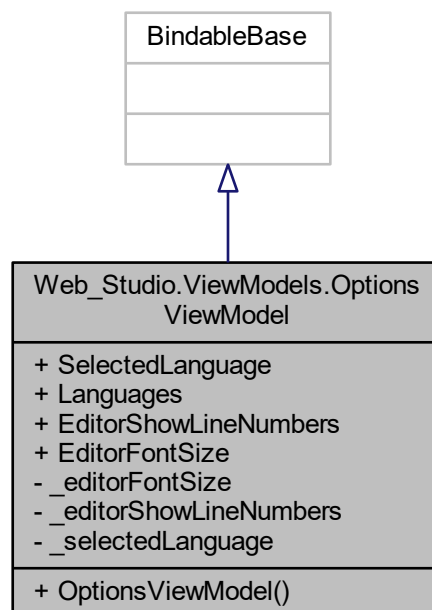 BindableBase
Web_Studio.ViewModels.Options
ViewModel
+ SelectedLanguage
+ Languages
+ EditorShowLineNumbers
+ EditorFontSize
- _editorFontSize
- _editorShowLineNumbers
- _selectedLanguage
+ OptionsViewModel()